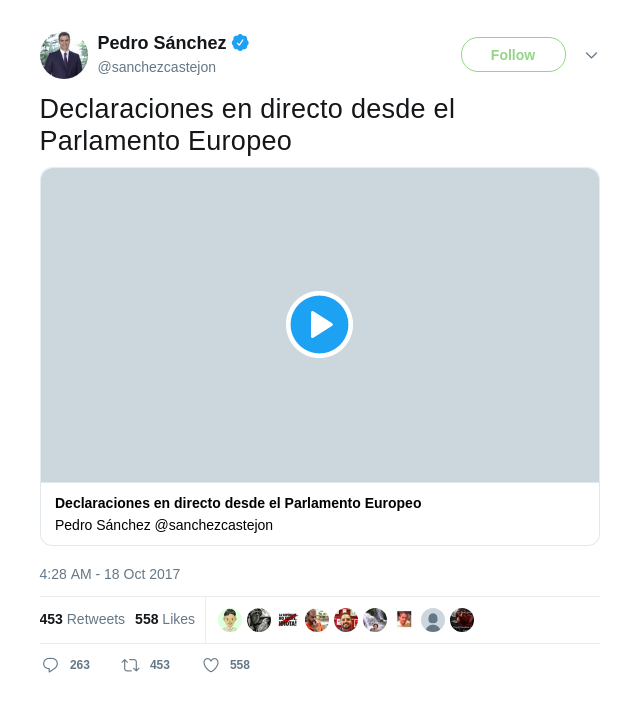 Pedro Sánchez
@sanchezcastejon
Follow
Declaraciones en directo desde el
Parlamento Europeo
Declaraciones en directo desde el Parlamento Europeo
Pedro Sánchez @sanchezcastejon
4:28 AM - 18 Oct 2017
453 Retweets 558 Likes
263 453 558